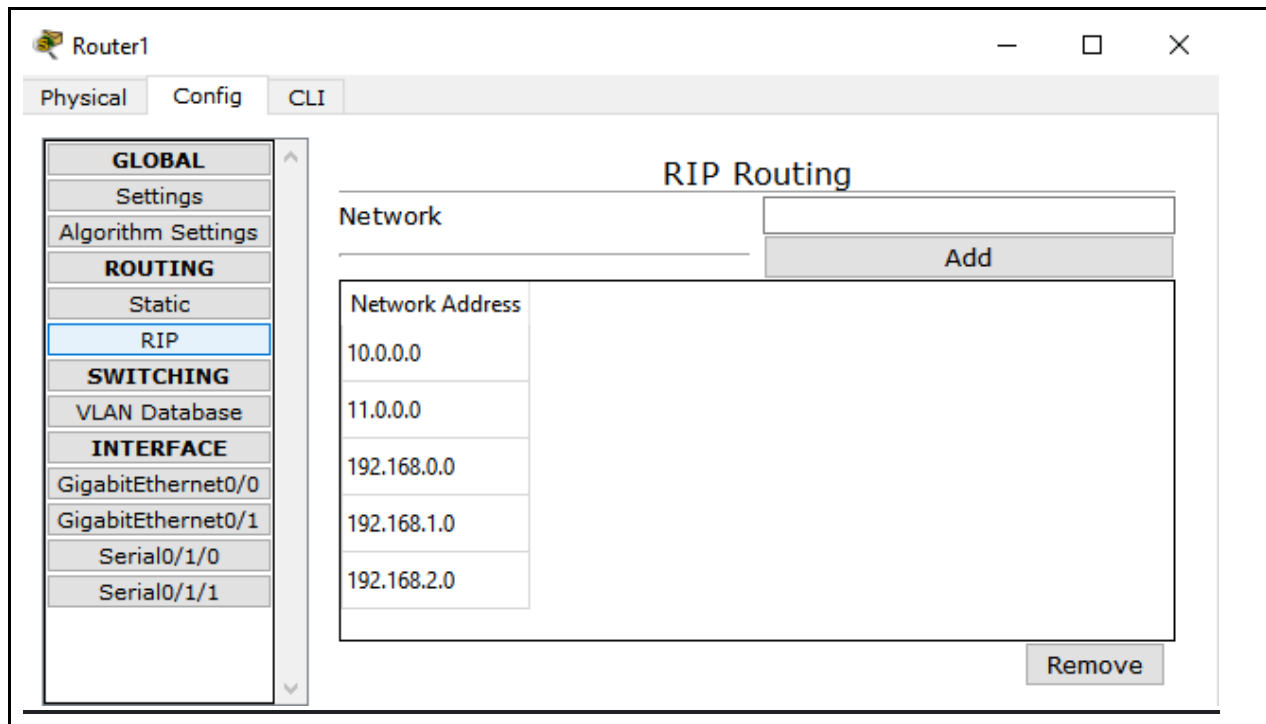 Router1
Physical Config CLI
GLOBAL
Settings
Algorithm Settings
ROUTING
Static
RIP
SWITCHING
VLAN Database
INTERFACE
GigabitEthernet0/0
GigabitEthernet0/1
Serial0/1/0
Serial0/1/1
RIP Routing
Network
Add
Network Address
10.0.0.0
11.0.0.0
192.168.0.0
192.168.1.0
192.168.2.0
Remove